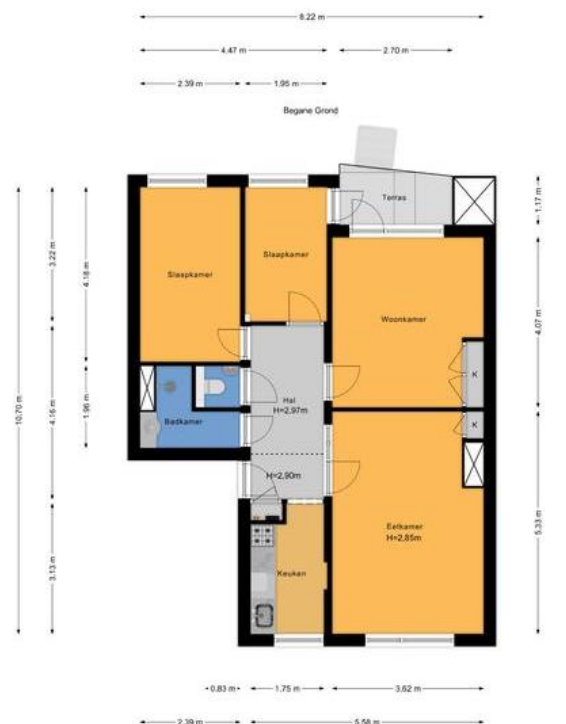 8.22 m
4.47 m
2.70 m
2.39 m
1.95 m
Begane Grond
Terras
1.17 m
3.22 m
4.18 m
Slaapkamer
Slaapkamer
Woonkamer
4.07 m
K
10.70 m
4.16 m
1.96 m
Hal
H=2,97m
Badkamer
K
H=2,90m
Eetkamer
H=2,85m
5.33 m
3.13 m
Keuken
0.83 m
1.75 m
3.62 m
2.39 m
5.58 m